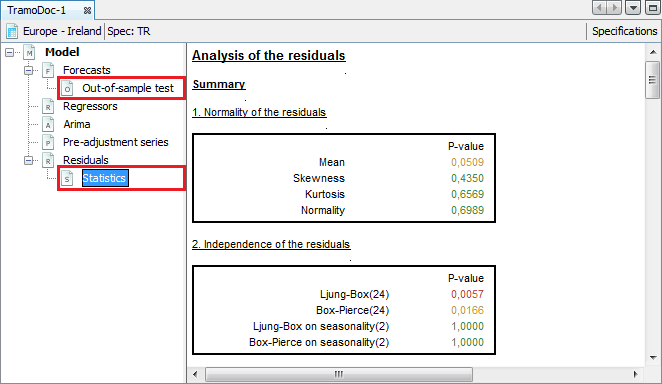 TramoDoc-1
Europe - Ireland Spec: TR Specifications
M Model
F Forecasts
O Out-of-sample test
R Regressors
A Arima
P Pre-adjustment series
R Residuals
S Statistics
Analysis of the residuals
Summary
1. Normality of the residuals
P-value
Mean 0,0509
Skewness 0,4350
Kurtosis 0,6569
Normality 0,6989
2. Independence of the residuals
P-value
Ljung-Box(24) 0,0057
Box-Pierce(24) 0,0166
Ljung-Box on seasonality(2) 1,0000
Box-Pierce on seasonality(2) 1,0000